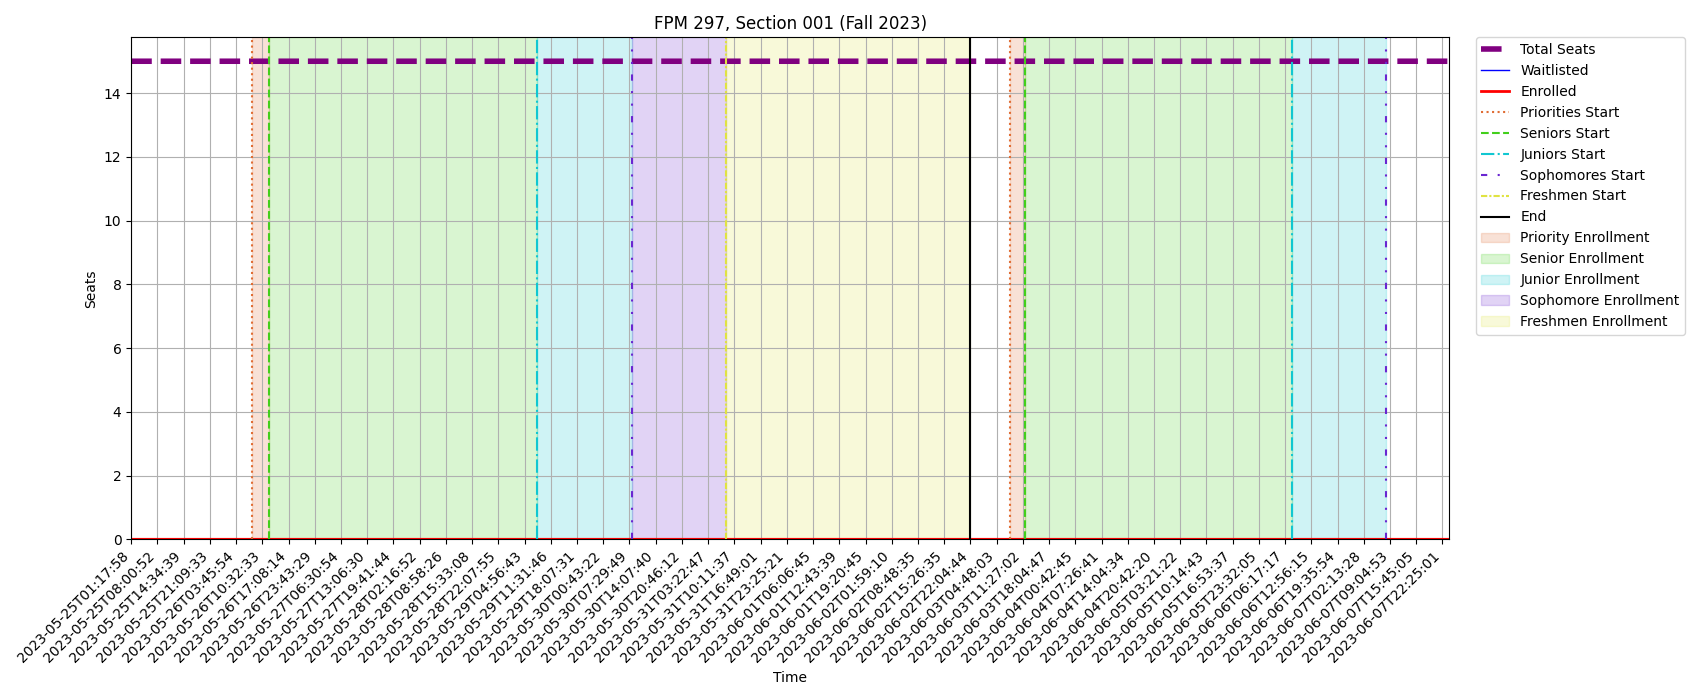 FPM 297, Section 001 (Fall 2023)
Seats
14
12
10
8
6
4
2
0
2023-05-25T01:17:58
2023-05-25T08:00:52
2023-05-25T14:34:39
2023-05-25T21:09:33
2023-05-26T03:45:54
2023-05-26T10:32:33
2023-05-26T17:08:14
2023-05-26T23:43:29
2023-05-27T06:30:54
2023-05-27T13:06:30
2023-05-27T19:41:44
2023-05-28T02:16:52
2023-05-28T08:58:26
2023-05-28T15:33:08
2023-05-28T22:07:55
2023-05-29T04:56:43
2023-05-29T11:31:46
2023-05-29T18:07:31
2023-05-30T00:43:22
2023-05-30T07:29:49
2023-05-30T14:07:40
2023-05-30T20:46:12
2023-05-31T03:22:47
2023-05-31T10:11:37
2023-05-31T16:49:01
2023-05-31T23:25:21
2023-06-01T06:06:45
2023-06-01T12:43:39
2023-06-01T19:20:45
2023-06-02T01:59:10
2023-06-02T08:48:35
2023-06-02T15:26:35
2023-06-02T22:04:44
2023-06-03T04:48:03
2023-06-03T11:27:02
2023-06-03T18:04:47
2023-06-04T00:42:45
2023-06-04T07:26:41
2023-06-04T14:04:34
2023-06-04T20:42:20
2023-06-05T03:21:22
2023-06-05T10:14:43
2023-06-05T16:53:37
2023-06-05T23:32:05
2023-06-06T06:17:17
2023-06-06T12:56:15
2023-06-06T19:35:54
2023-06-07T02:13:28
2023-06-07T09:04:53
2023-06-07T15:45:05
2023-06-07T22:25:01
Time
Total Seats
Waitlisted
Enrolled
Priorities Start
Seniors Start
Juniors Start
Sophomores Start
Freshmen Start
End
Priority Enrollment
Senior Enrollment
Junior Enrollment
Sophomore Enrollment
Freshmen Enrollment